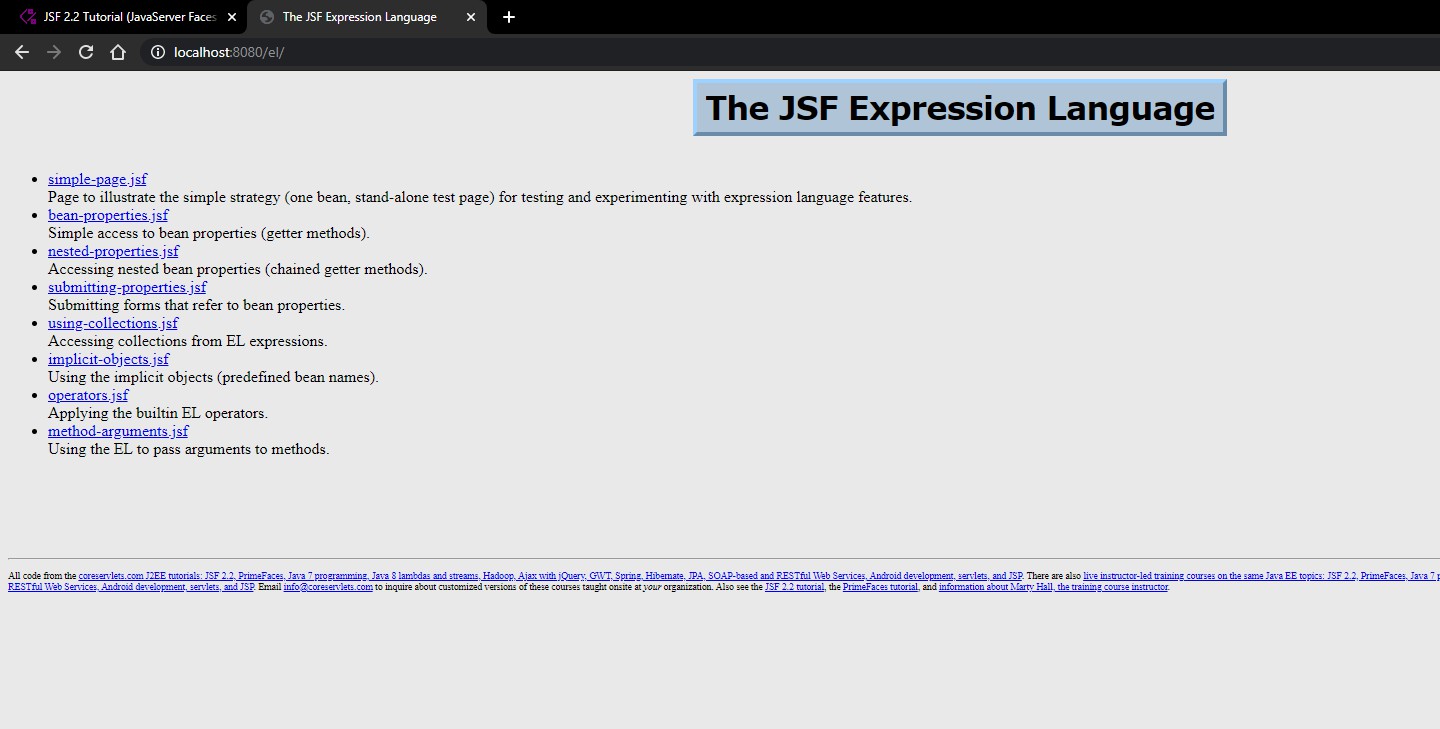 JSF 2.2 Tutorial (JavaServer Faces
The JSF Expression Language
localhost:8080/el/
The JSF Expression Language
simple-page.jsf
Page to illustrate the simple strategy (one bean, stand-alone test page) for testing and experimenting with expression language features.
bean-properties.jsf
Simple access to bean properties (getter methods).
nested-properties.jsf
Accessing nested bean properties (chained getter methods).
submitting-properties.jsf
Submitting forms that refer to bean properties.
using-collections.jsf
Accessing collections from EL expressions.
implicit-objects.jsf
Using the implicit objects (predefined bean names).
operators.jsf
Applying the builtin EL operators.
method-arguments.jsf
Using the EL to pass arguments to methods.
All code from the coreservlets.com J2EE tutorials: JSF 2.2, PrimeFaces, Java 7 programming, Java 8 lambdas and streams, Hadoop, Ajax with jQuery, GWT, Spring, Hibernate, JPA, SOAP-based and RESTful Web Services, Android development, servlets, and JSP. There are also live instructor-led training courses on the same Java EE topics: JSF 2.2, PrimeFaces, Java 7 p
RESTful Web Services, Android development, servlets, and JSP. Email info@coreservlets.com to inquire about customized versions of these courses taught onsite at your organization. Also see the JSF 2.2 tutorial, the PrimeFaces tutorial, and information about Marty Hall, the training course instructor.